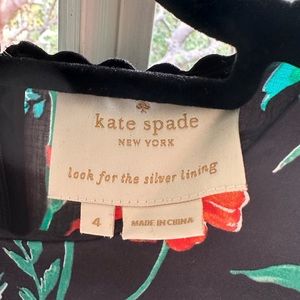 kate spade
NEW YORK
look for the silver lining
4
MADE IN CHINA